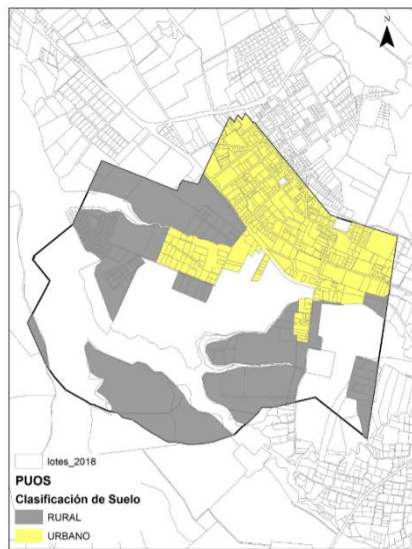 N
lotes_2018
PUOS
Clasificación de Suelo
RURAL
URBANO